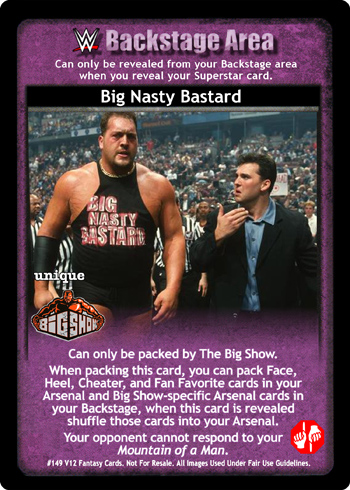 W
Backstage Area
Can only be revealed from your Backstage area
when you reveal your Superstar card.
Big Nasty Bastard
BIG
NASTY
BASTARD
unique
BIG SHOW
Can only be packed by The Big Show.
When packing this card, you can pack Face,
Heel, Cheater, and Fan Favorite cards in your
Arsenal and Big Show-specific Arsenal cards in
your Backstage, when this card is revealed
shuffle those cards into your Arsenal.
Your opponent cannot respond to your
Mountain of a Man.
#149 V12 Fantasy Cards. Not For Resale. All Images Used Under Fair Use Guidelines.